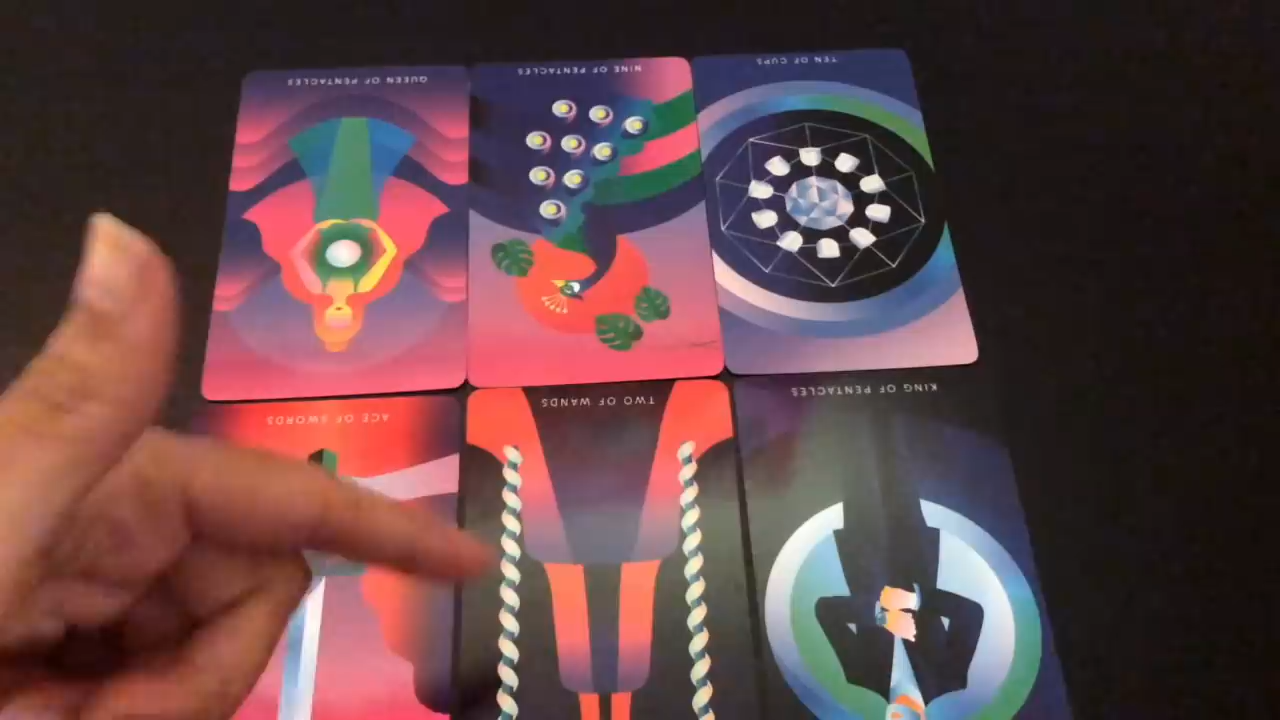 QUEEN OF PENTACLES
NINE OF PENTACLES
TEN OF CUPS
ACE OF SWORDS
TWO OF WANDS
KING OF PENTACLES